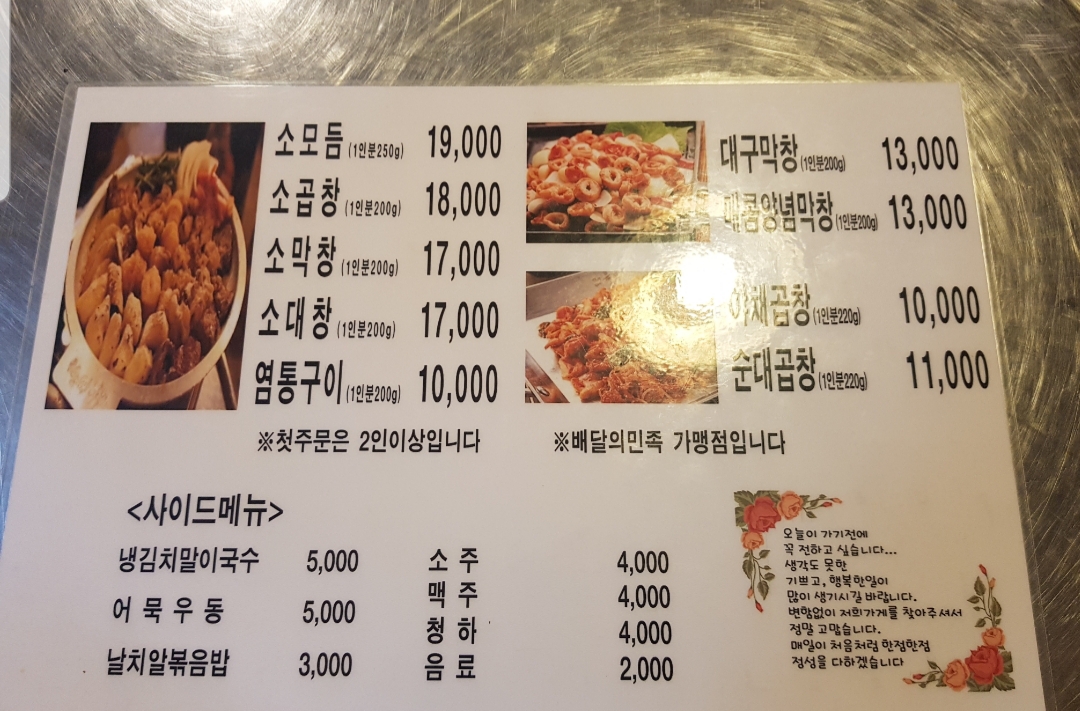 소모듬(1인분250g) 19,000
소곱창(1인분200g) 18,000
소막창(1인분200g) 17,000
소대창(1인분200g) 17,000
염통구이(1인분200g) 10,000
※첫주문은 2인이상입니다
대구막창(1인분200g) 13,000
매콤양념막창(1인분200g) 13,000
야채곱창(1인분220g) 10,000
순대곱창(1인분220g) 11,000
※배달의민족 가맹점입니다
<사이드메뉴>
냉김치말이국수 5,000
어묵우동 5,000
날치알볶음밥 3,000
소주 4,000
맥주 4,000
청하 4,000
음료 2,000
오늘이 가기전에
꼭 전하고 싶습니다...
생각도 못한
기쁘고, 행복한일이
많이 생기시길 바랍니다.
변함없이 저희가게를 찾아주셔서
정말 고맙습니다.
매일이 처음처럼 한점한점
정성을 다하겠습니다